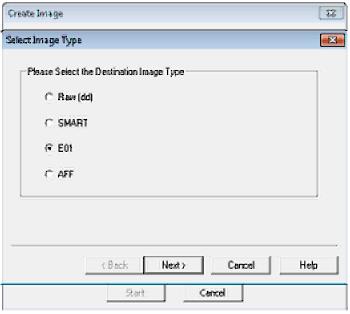 Create Image
Select Image Type
Please Select the Destination Image Type
Raw (dd)
SMART
E01
AFF
< Back Next > Cancel Help
Start Cancel